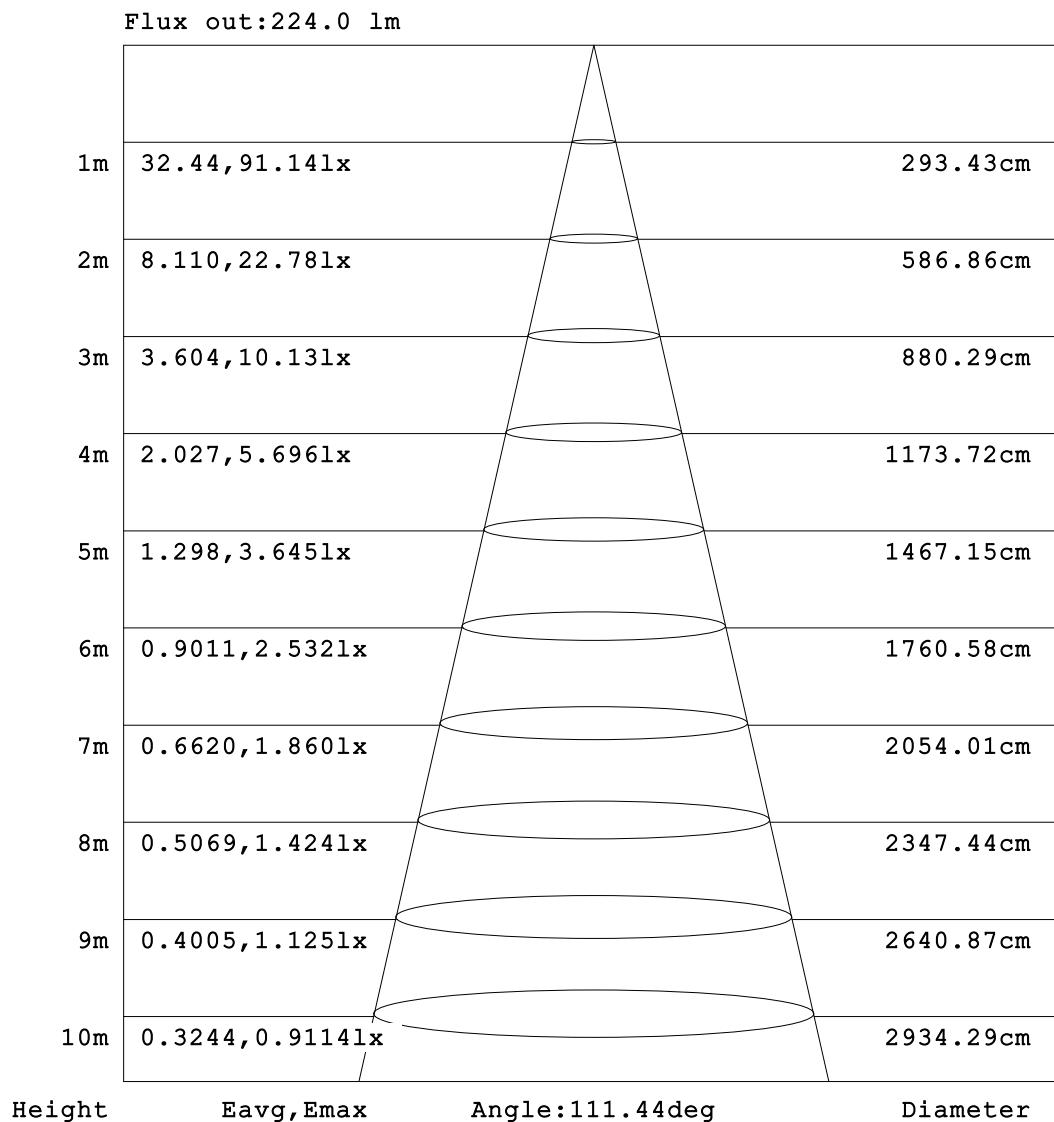 Flux out:224.0 lm
1m 32.44,91.14lx 293.43cm
2m 8.110,22.78lx 586.86cm
3m 3.604,10.13lx 880.29cm
4m 2.027,5.696lx 1173.72cm
5m 1.298,3.645lx 1467.15cm
6m 0.9011,2.532lx 1760.58cm
7m 0.6620,1.860lx 2054.01cm
8m 0.5069,1.424lx 2347.44cm
9m 0.4005,1.125lx 2640.87cm
10m 0.3244,0.9114lx 2934.29cm
Height Eavg,Emax Angle:111.44deg Diameter